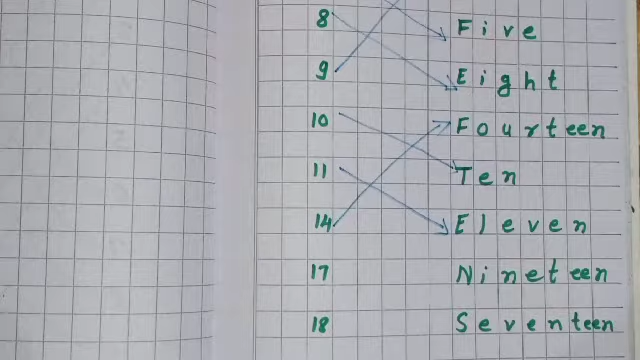 8 Five
9 Eight
10 Fourteen
11 Ten
14 Eleven
17 Nineteen
18 Seventeen